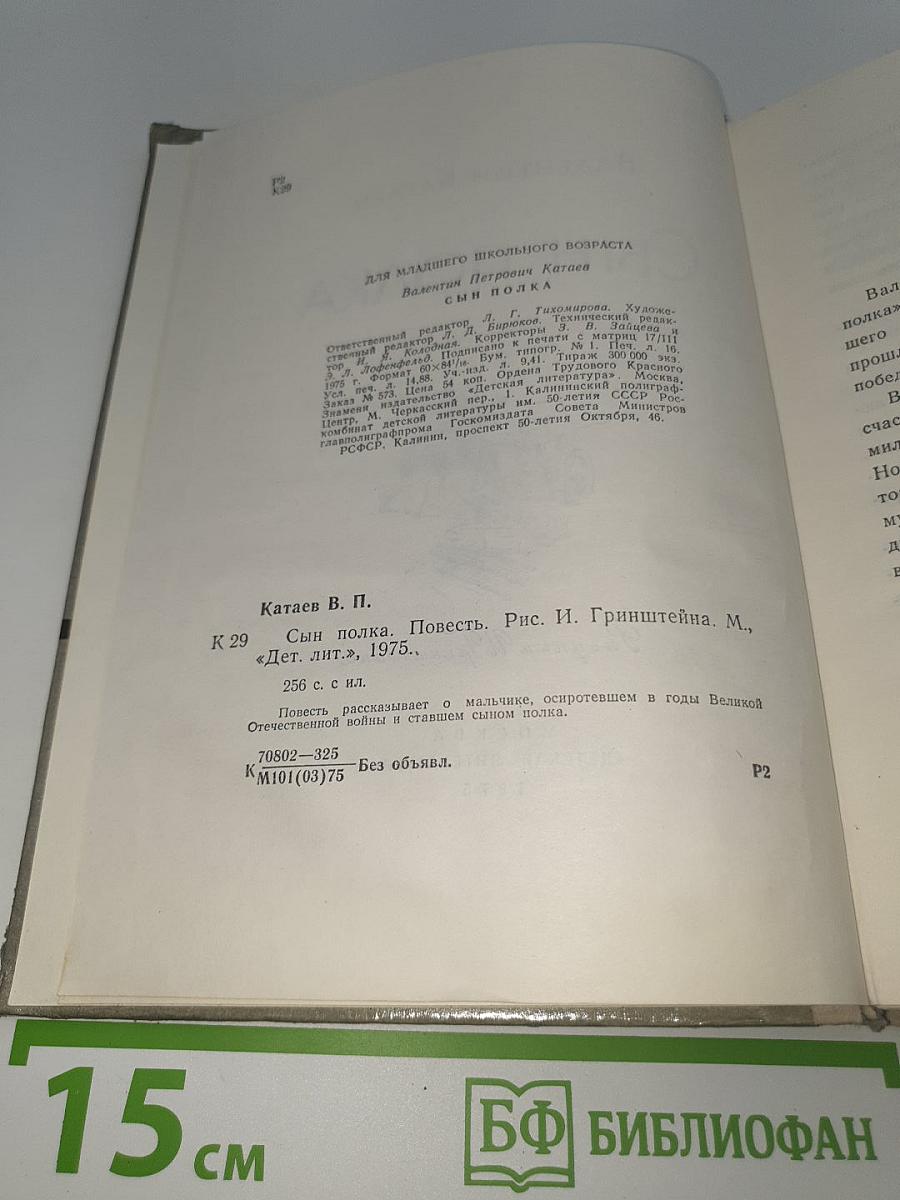 Р2
К29
ДЛЯ МЛАДШЕГО ШКОЛЬНОГО ВОЗРАСТА
Валентин Петрович Катаев
СЫН ПОЛКА
Ответственный редактор Л. Г. Тихомирова. Художе-
ственный редактор Л. Д. Бирюков. Технический редак-
тор И. Я. Колодная. Корректоры З. В. Зайцева и
Э. Л. Лофенфельд. Подписано к печати с матриц 17/III
1975 г. Формат 60×84¹/₁₆. Бум. типогр. № 1. Печ. л. 16.
Усл. печ. л. 14,88. Уч.-изд. л. 9,41. Тираж 300 000 экз.
Заказ № 573. Цена 54 коп. Ордена Трудового Красного
Знамени издательство «Детская литература». Москва,
Центр, М. Черкасский пер., 1. Калининский полиграф-
комбинат детской литературы им. 50-летия СССР Рос-
главполиграфпрома Госкомиздата Совета Министров
РСФСР. Калинин, проспект 50-летия Октября, 46.
Катаев В. П.
К 29 Сын полка. Повесть. Рис. И. Гринштейна. М.,
«Дет. лит.», 1975.
256 с. с ил.
Повесть рассказывает о мальчике, осиротевшем в годы Великой
Отечественной войны и ставшем сыном полка.
К 70802—325
М101(03)75 Без объявл.
Р2
Вал
полка»
шего
прошл
побед
В
счас
мил
Но
то
му
д
в
15 см
БФ БИБЛИОФАН